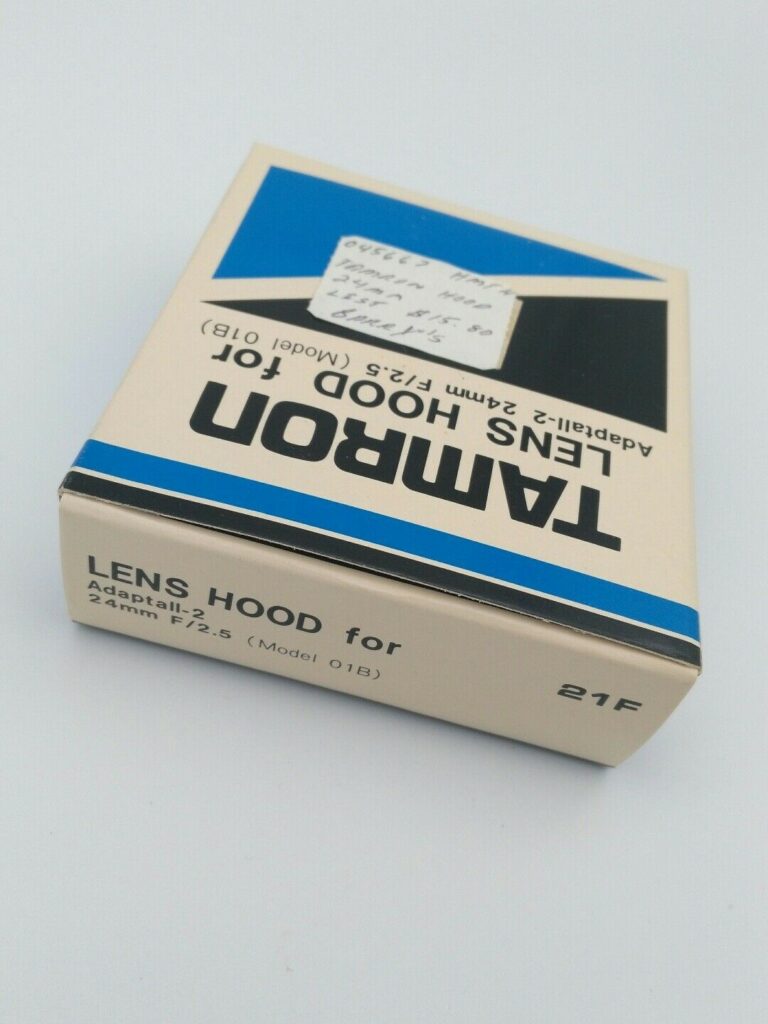 045667
TAMRON HOOD
24mm
LIST $15.80
TAMRON
LENS HOOD for
Adaptall-2 24mm F/2.5 (Model 01B)
LENS HOOD for
Adaptall-2
24mm F/2.5 (Model 01B)
21F